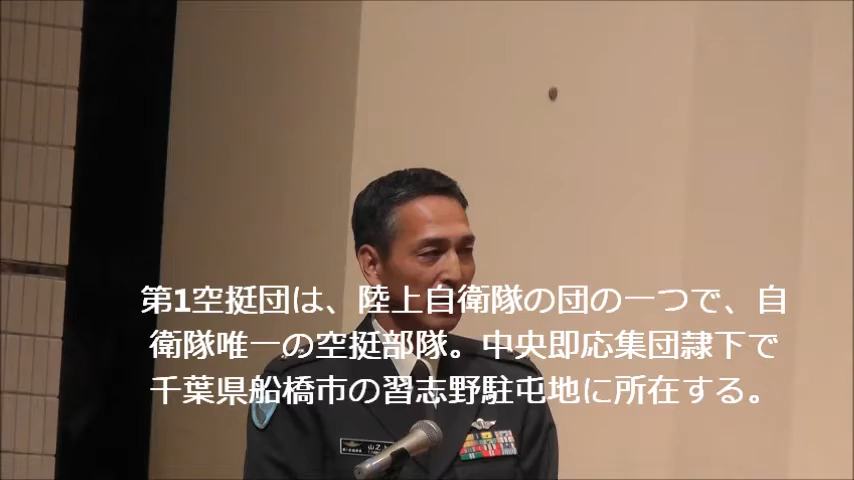 第1空挺団は、陸上自衛隊の団の一つで、自
衛隊唯一の空挺部隊。中央即応集団隷下で
千葉県船橋市の習志野駐屯地に所在する。